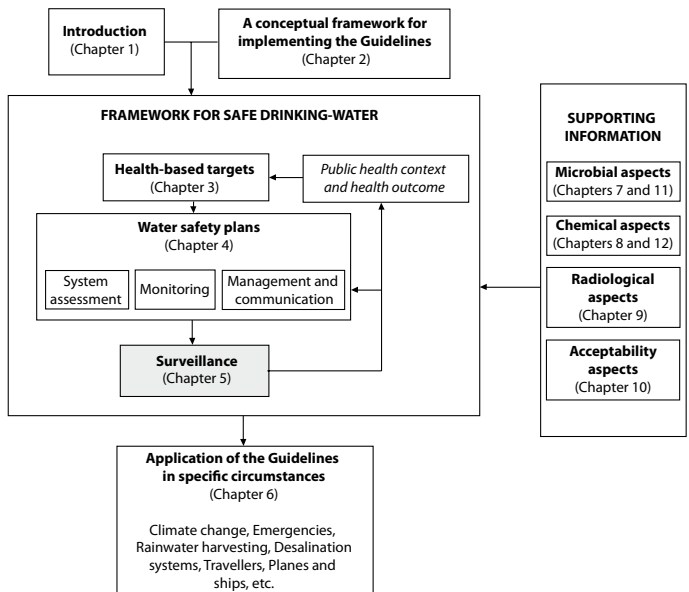 Introduction
(Chapter 1)
A conceptual framework for
implementing the Guidelines
(Chapter 2)
FRAMEWORK FOR SAFE DRINKING-WATER
Health-based targets
(Chapter 3)
Public health context
and health outcome
Water safety plans
(Chapter 4)
System
assessment
Monitoring
Management and
communication
Surveillance
(Chapter 5)
SUPPORTING
INFORMATION
Microbial aspects
(Chapters 7 and 11)
Chemical aspects
(Chapters 8 and 12)
Radiological
aspects
(Chapter 9)
Acceptability
aspects
(Chapter 10)
Application of the Guidelines
in specific circumstances
(Chapter 6)
Climate change, Emergencies,
Rainwater harvesting, Desalination
systems, Travellers, Planes and
ships, etc.